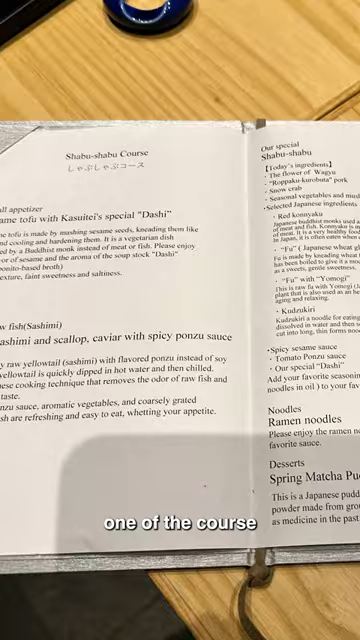 Shabu-shabu Course
しゃぶしゃぶコース
all appetizer
ame tofu with Kasuitei's special "Dashi"
me tofu is made by mashing sesame seeds, kneading them like
nd cooling and hardening them. It is a vegetarian dish
ed by a Buddhist monk instead of meat or fish. Please enjoy
or of sesame and the aroma of the soup stock "Dashi"
bonito-based broth)
exture, faint sweetness and saltiness.
w fish(Sashimi)
ashimi and scallop, caviar with spicy ponzu sauce
y raw yellowtail (sashimi) with flavored ponzu instead of soy
yellowtail is quickly dipped in hot water and then chilled.
nese cooking technique that removes the odor of raw fish and
taste.
nzu sauce, aromatic vegetables, and coarsely grated
sh are refreshing and easy to eat, whetting your appetite.
Our special
Shabu-shabu
【Today's ingredients】
・The flower of Wagyu
・"Roppaku-kurobuta" pork
・Snow crab
・Seasonal vegetables and mush
・Selected Japanese ingredients
・Red konnyaku
Japanese buddhist monks used a
of meat and fish. Konnyaku is m
of meat. It is a very healthy food
In Japan, it is often eaten when
・"Fu" ( Japanese wheat gl
Fu is made by kneading wheat f
has been boiled to give it a mo
as a sweets, gentle sweetness.
・"Fu" with "Yomogi"
This is raw fu with Yomogi (J
plant that is also used as an he
aging and relaxing.
・Kudzukiri
Kudzukiri a noodle for eating
dissolved in water and then s
cut into long, thin forms noo
・Spicy sesame sauce
・Tomato Ponzu sauce
・Our special "Dashi"
Add your favorite seasonin
noodles in oil ) to your fav
Noodles
Ramen noodles
Please enjoy the ramen no
favorite sauce.
Desserts
Spring Matcha Pu
This is a Japanese pudd
powder made from grou
as medicine in the past
one of the course